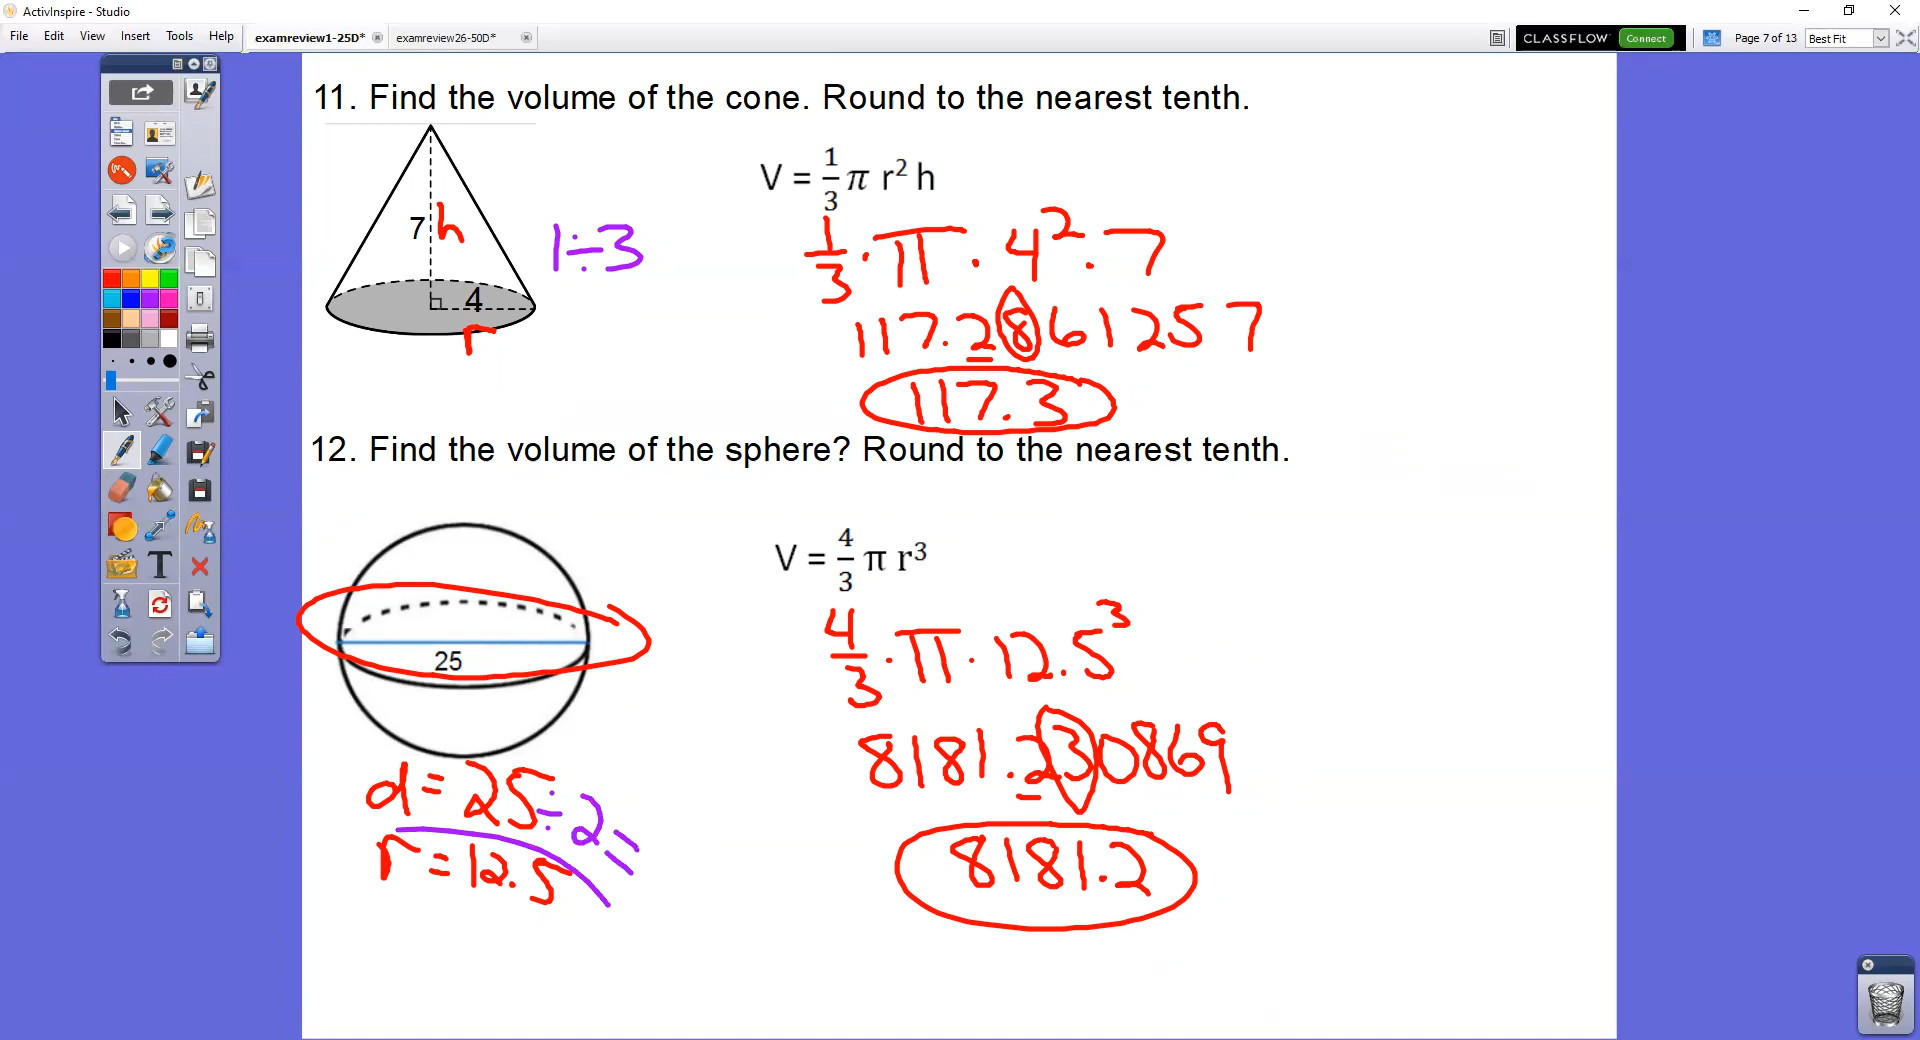 ActivInspire - Studio
File Edit View Insert Tools Help examreview1-25D* examreview26-50D* CLASSFLOW Connect Page 7 of 13 Best Fit
11. Find the volume of the cone. Round to the nearest tenth.
V = 1/3 π r² h
7 h
1÷3
1/3 · π · 4² · 7
4
r
117.2861257
117.3
12. Find the volume of the sphere? Round to the nearest tenth.
V = 4/3 π r³
4/3 · π · 12.5³
25
8181.230869
d = 25 ÷ 2 =
r = 12.5
8181.2
T